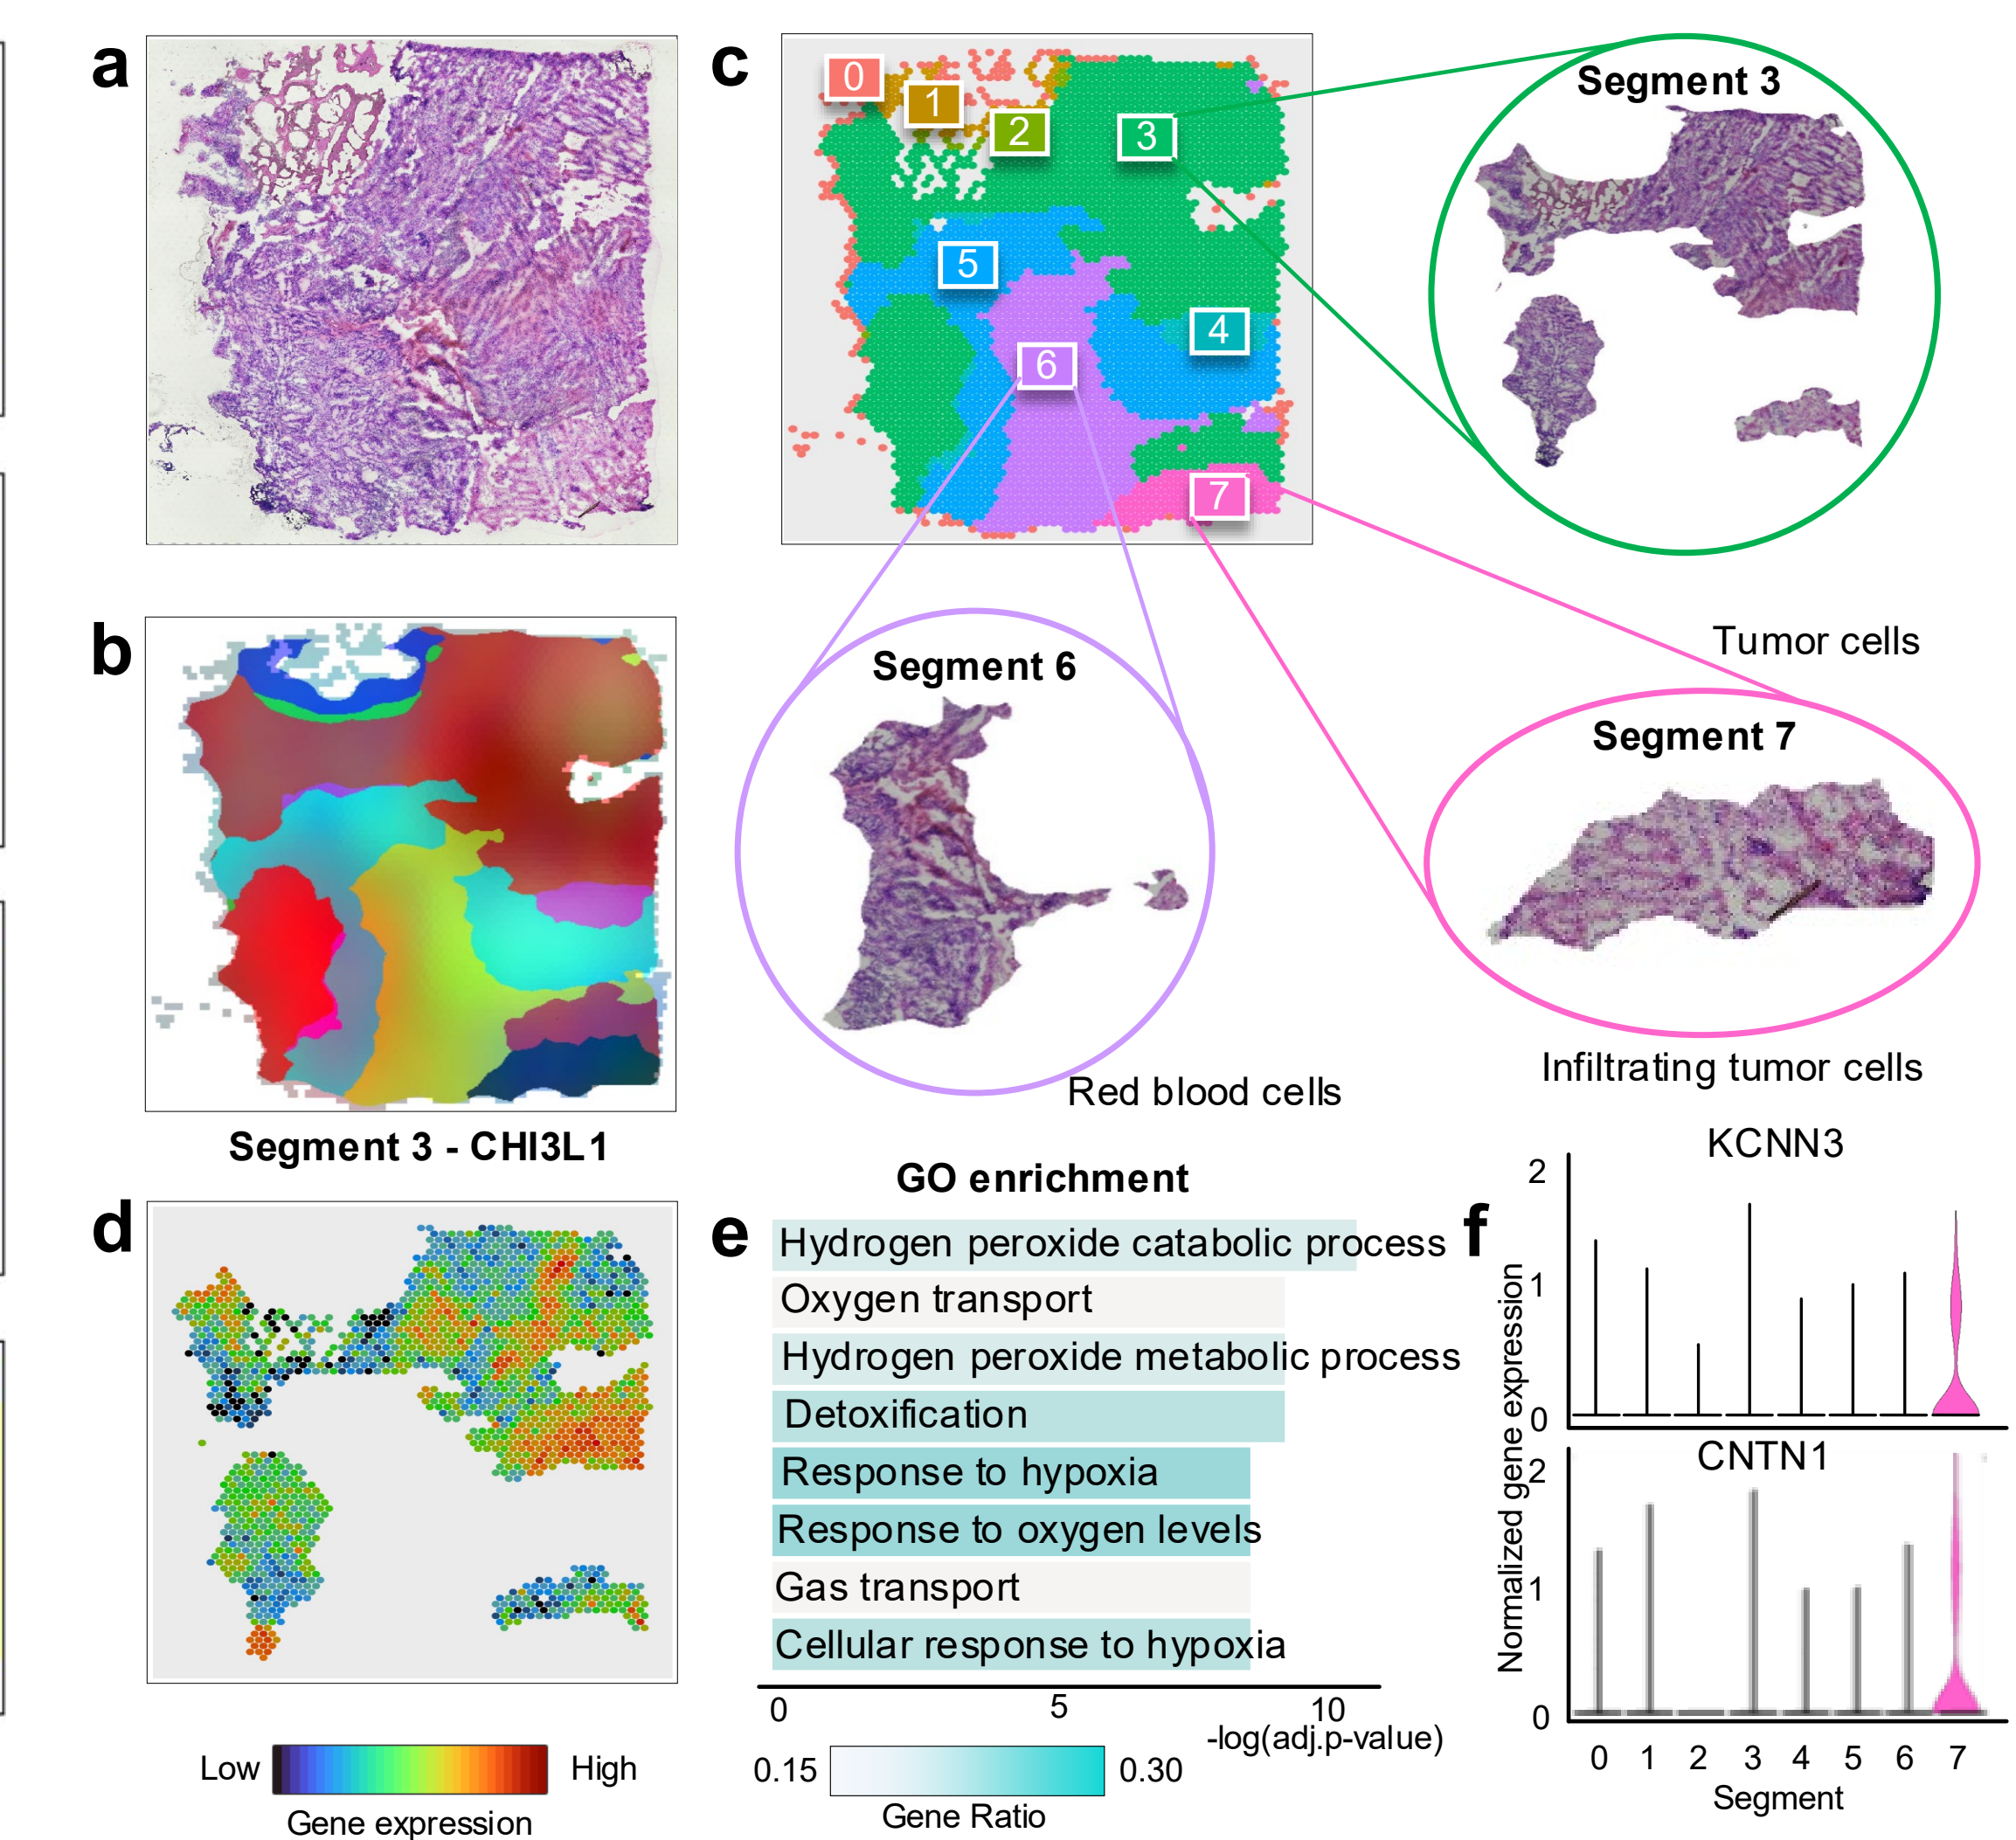 a
c
0
1
2
3
5
4
6
7
Segment 3
Tumor cells
b
Segment 6
Red blood cells
Segment 7
Infiltrating tumor cells
Segment 3 - CHI3L1
d
Low
High
Gene expression
GO enrichment
e
Hydrogen peroxide catabolic process
Oxygen transport
Hydrogen peroxide metabolic process
Detoxification
Response to hypoxia
Response to oxygen levels
Gas transport
Cellular response to hypoxia
0 5 10
-log(adj.p-value)
0.15 0.30
Gene Ratio
f
KCNN3
2
1
0
CNTN1
2
1
0
Normalized gene expression
0 1 2 3 4 5 6 7
Segment